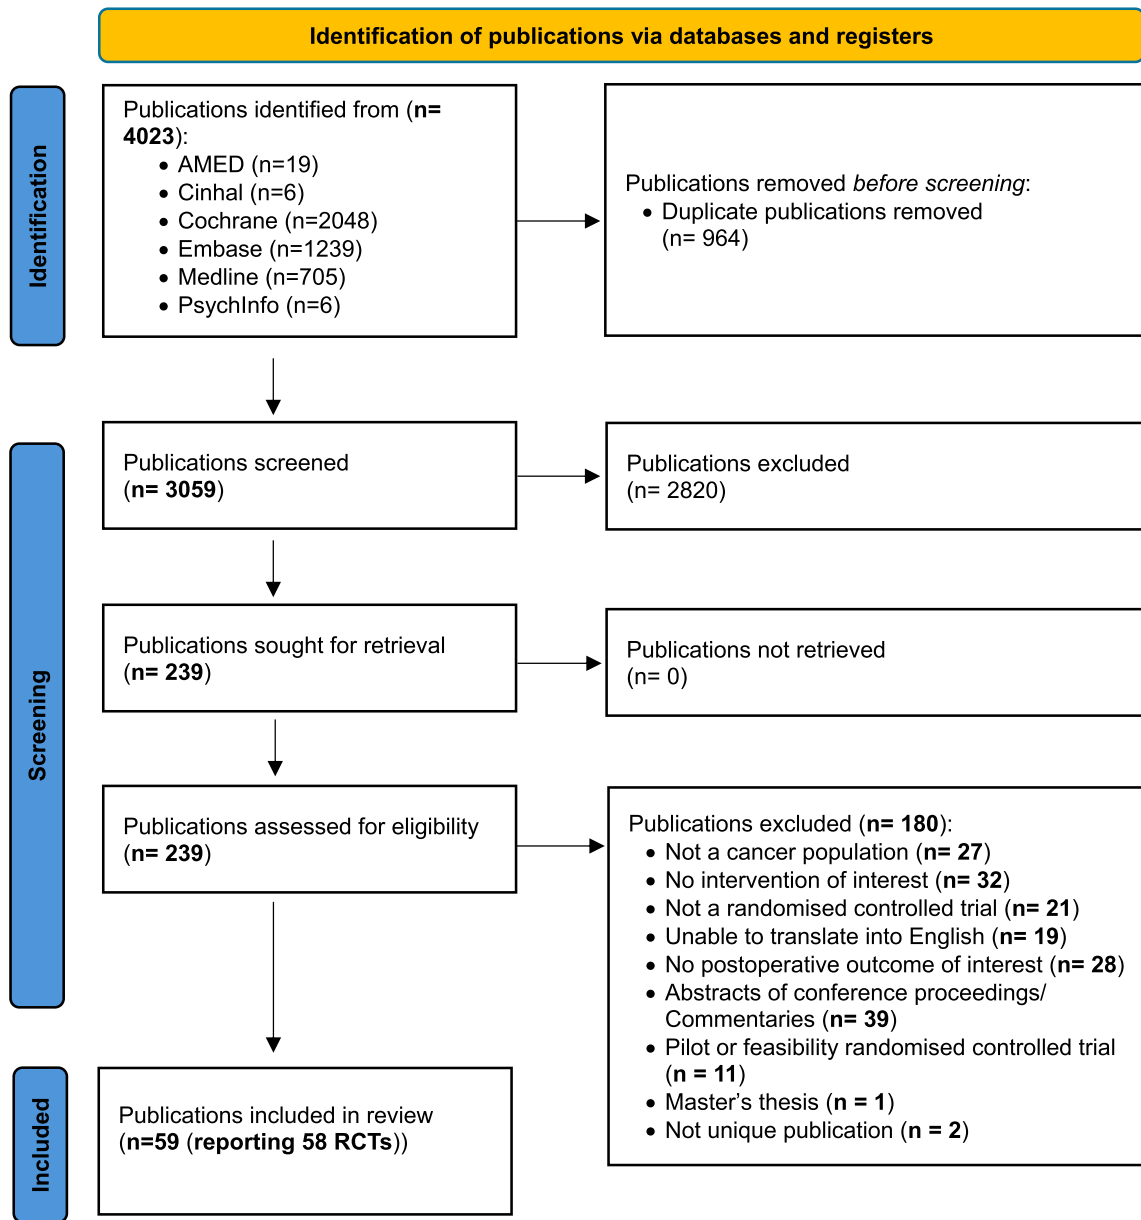 Identification of publications via databases and registers
Identification
Publications identified from (n=
4023):
• AMED (n=19)
• Cinhal (n=6)
• Cochrane (n=2048)
• Embase (n=1239)
• Medline (n=705)
• PsychInfo (n=6)
Publications removed before screening:
• Duplicate publications removed
(n= 964)
Screening
Publications screened
(n= 3059)
Publications excluded
(n= 2820)
Publications sought for retrieval
(n= 239)
Publications not retrieved
(n= 0)
Publications assessed for eligibility
(n= 239)
Publications excluded (n= 180):
• Not a cancer population (n= 27)
• No intervention of interest (n= 32)
• Not a randomised controlled trial (n= 21)
• Unable to translate into English (n= 19)
• No postoperative outcome of interest (n= 28)
• Abstracts of conference proceedings/
Commentaries (n= 39)
• Pilot or feasibility randomised controlled trial
(n = 11)
• Master’s thesis (n = 1)
• Not unique publication (n = 2)
Included
Publications included in review
(n=59 (reporting 58 RCTs))